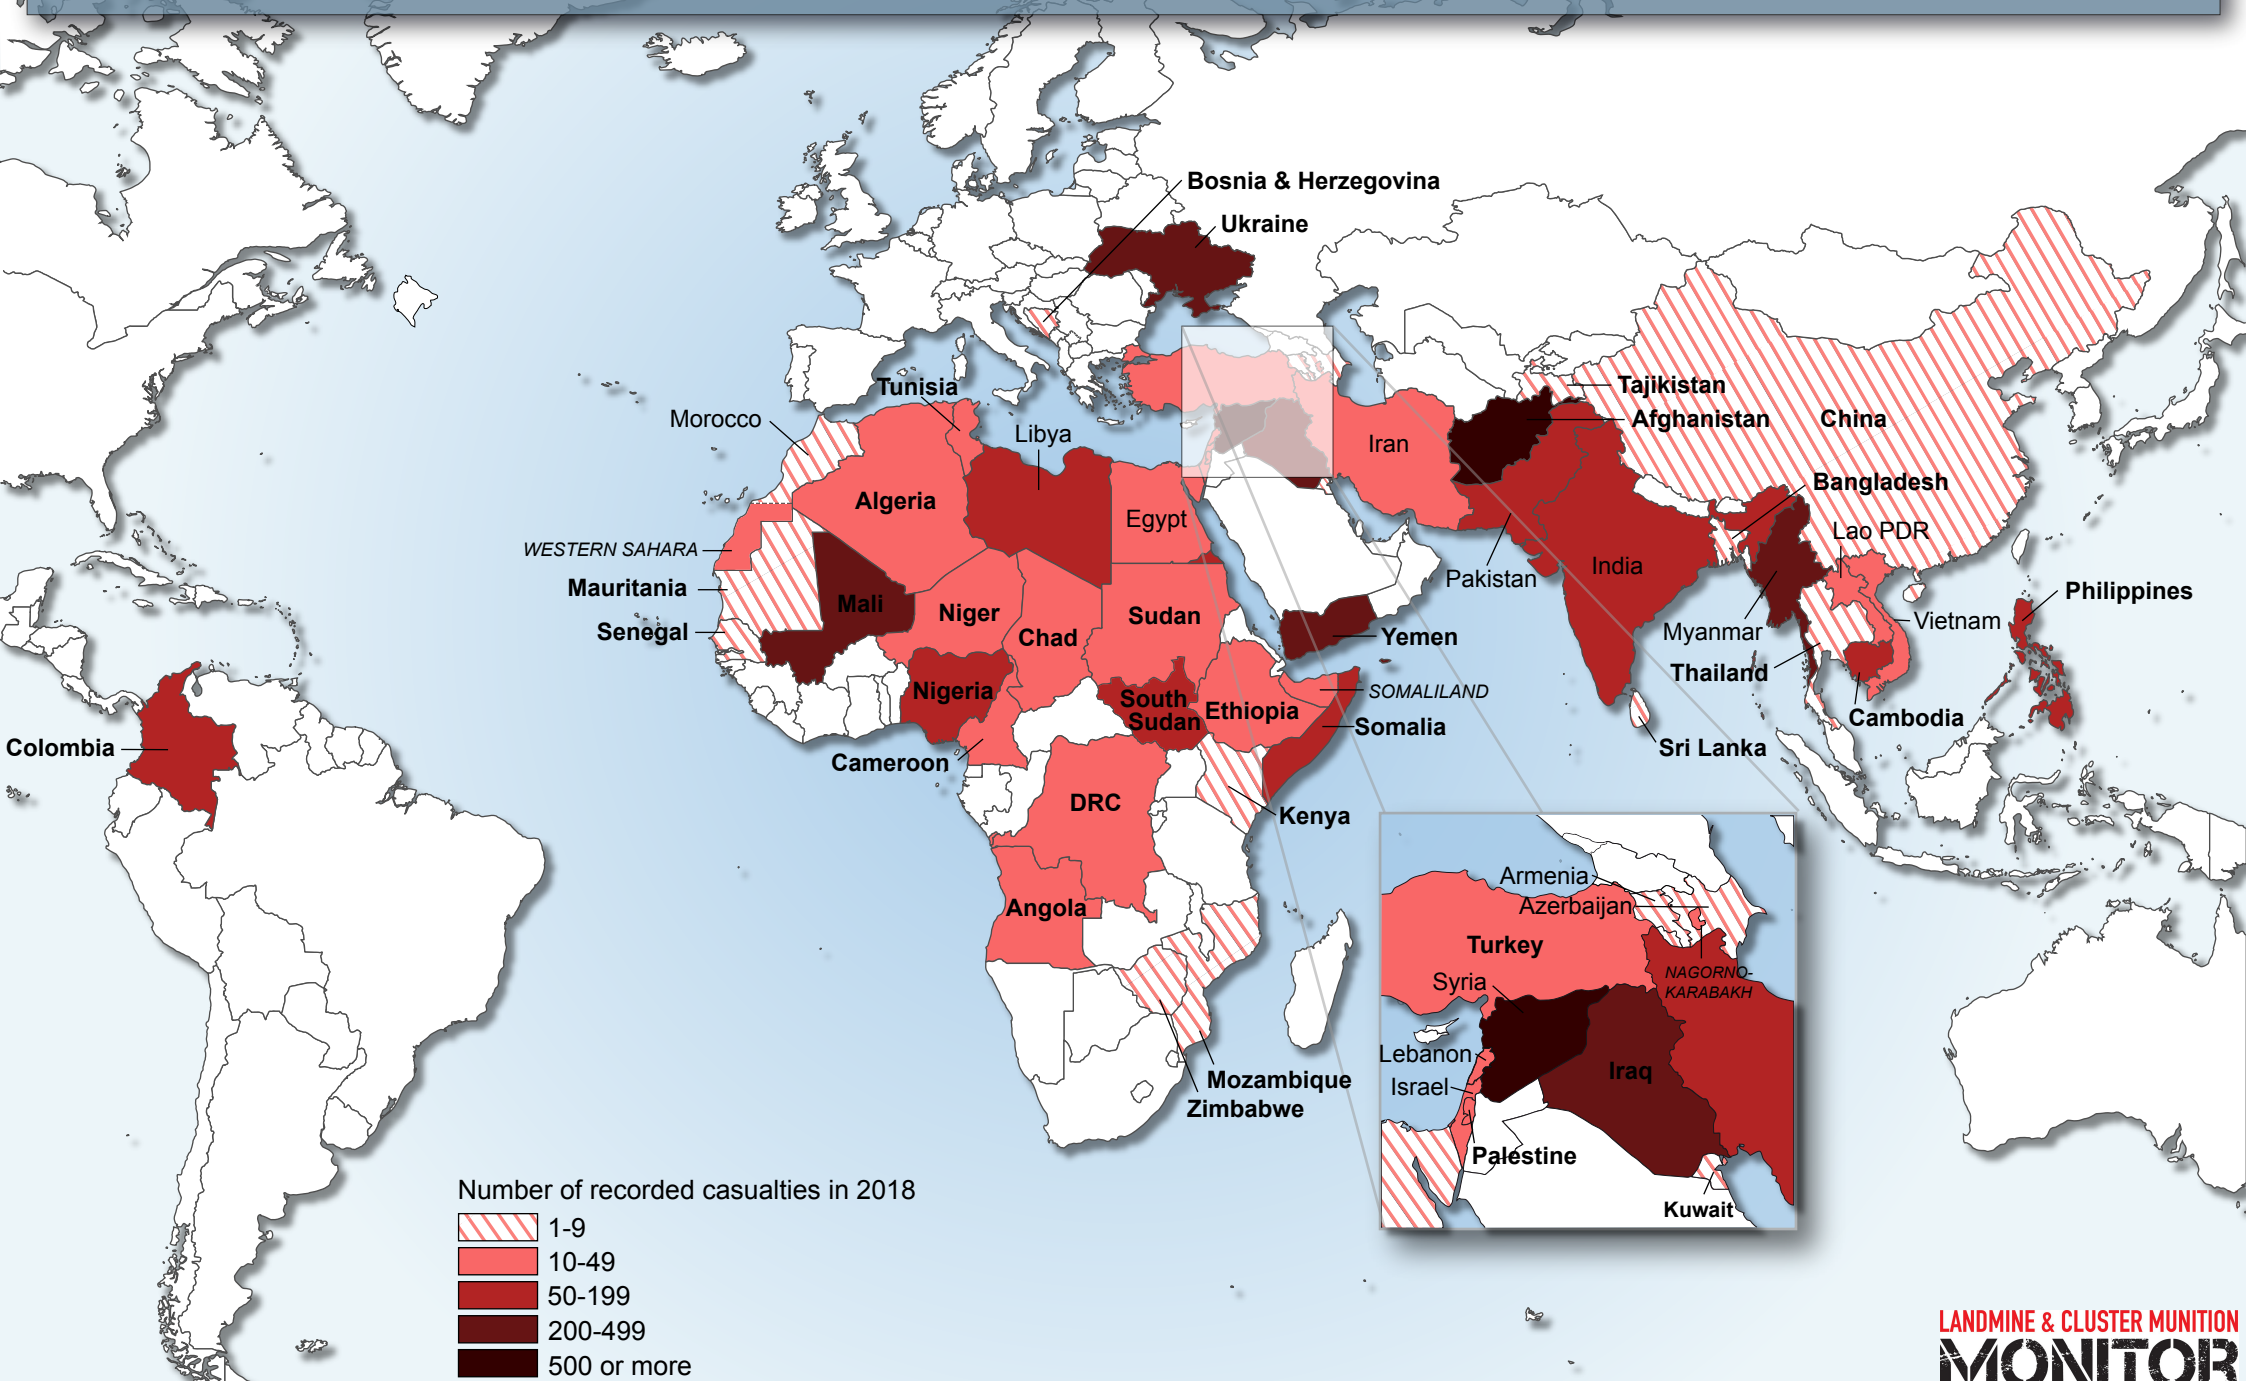 Bosnia & Herzegovina
Ukraine
Tunisia
Morocco
Libya
Tajikistan
Afghanistan
China
Iran
Algeria
Egypt
Bangladesh
Lao PDR
WESTERN SAHARA
Mauritania
Senegal
Mali
Niger
Chad
Sudan
Pakistan
India
Philippines
Vietnam
Myanmar
Thailand
Yemen
Nigeria
South
Sudan
Ethiopia
SOMALILAND
Somalia
Cambodia
Sri Lanka
Colombia
Cameroon
DRC
Kenya
Angola
Armenia
Azerbaijan
Turkey
NAGORNO-
KARABAKH
Syria
Lebanon
Israel
Iraq
Palestine
Kuwait
Mozambique
Zimbabwe
Number of recorded casualties in 2018
1-9
10-49
50-199
200-499
500 or more
LANDMINE & CLUSTER MUNITION
MONITOR